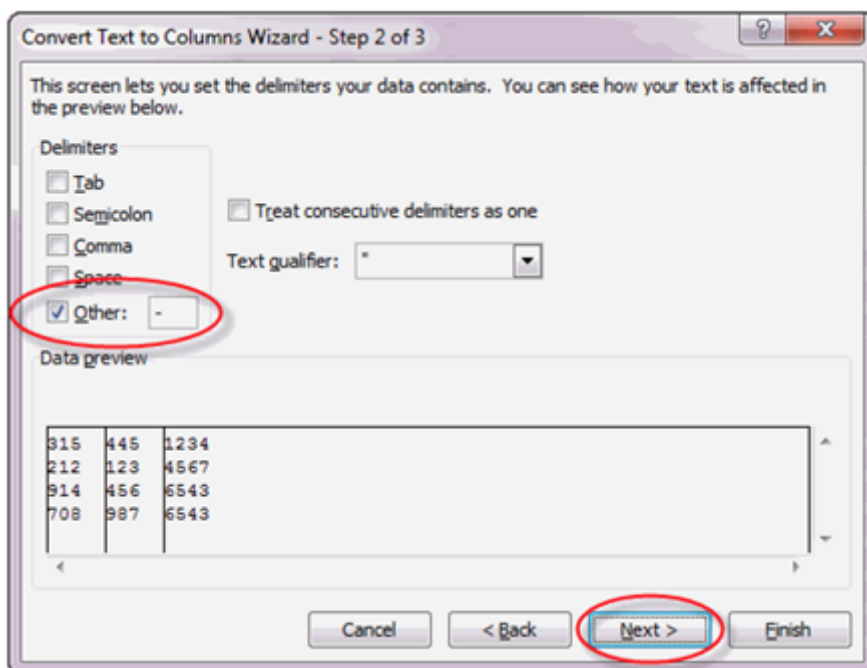 Convert Text to Columns Wizard - Step 2 of 3
?
X
This screen lets you set the delimiters your data contains. You can see how your text is affected in
the preview below.
Delimiters
Tab
Semicolon
Comma
Space
Other: -
Treat consecutive delimiters as one
Text qualifier: "
Data preview
315 445 1234
212 123 4567
914 456 6543
708 987 6543
Cancel < Back Next > Finish